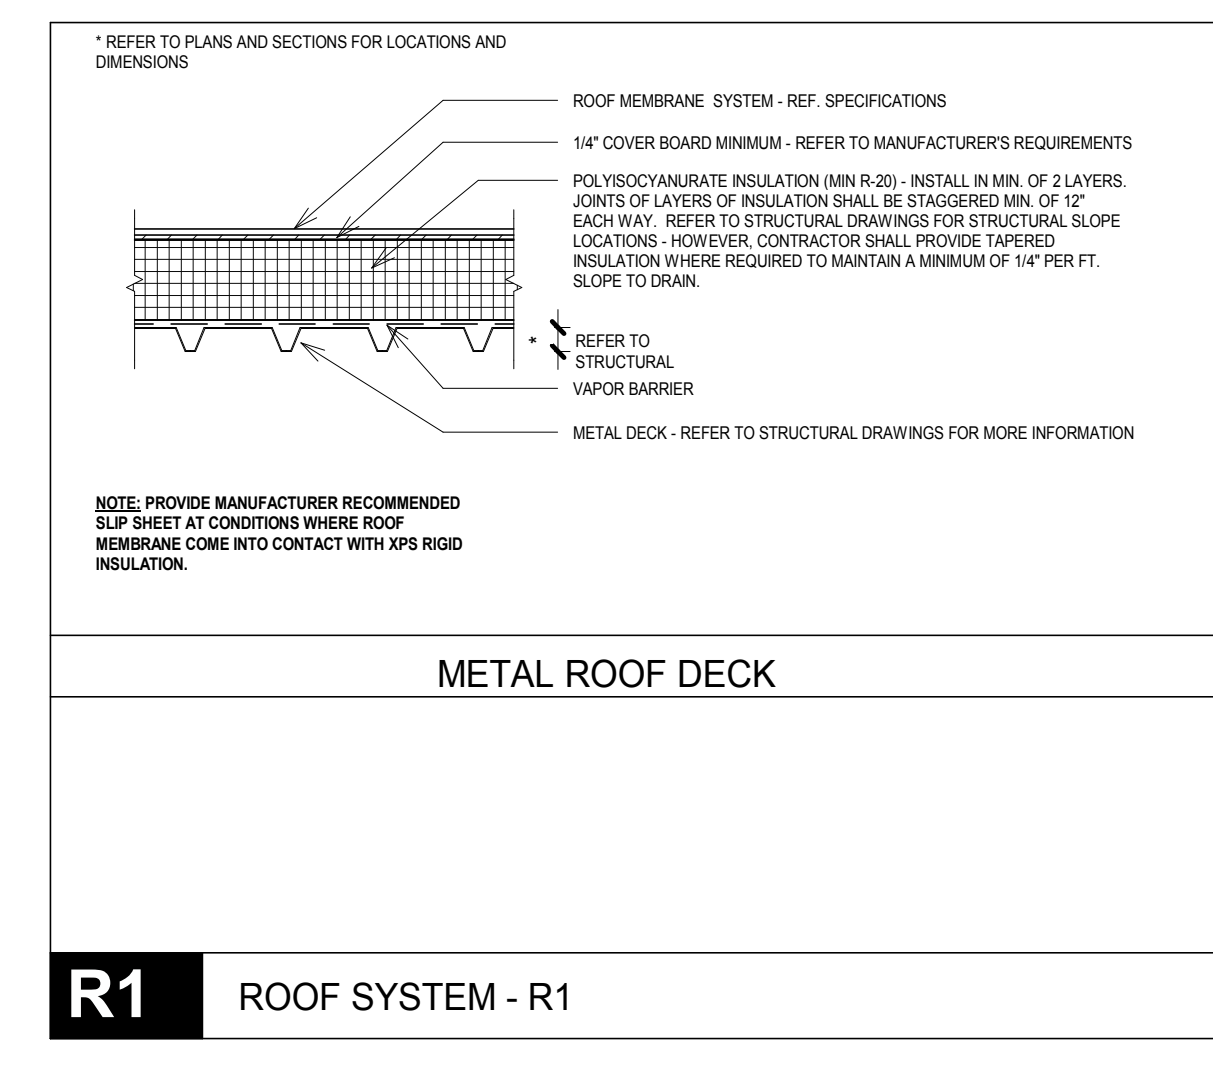 * REFER TO PLANS AND SECTIONS FOR LOCATIONS AND
DIMENSIONS
ROOF MEMBRANE  SYSTEM - REF. SPECIFICATIONS
1/4" COVER BOARD MINIMUM - REFER TO MANUFACTURER'S REQUIREMENTS
POLYISOCYANURATE INSULATION (MIN R-20) - INSTALL IN MIN. OF 2 LAYERS.
JOINTS OF LAYERS OF INSULATION SHALL BE STAGGERED MIN. OF 12"
EACH WAY.  REFER TO STRUCTURAL DRAWINGS FOR STRUCTURAL SLOPE
LOCATIONS - HOWEVER, CONTRACTOR SHALL PROVIDE TAPERED
INSULATION WHERE REQUIRED TO MAINTAIN A MINIMUM OF 1/4" PER FT.
SLOPE TO DRAIN.
*
REFER TO
STRUCTURAL
VAPOR BARRIER
METAL DECK - REFER TO STRUCTURAL DRAWINGS FOR MORE INFORMATION
NOTE: PROVIDE MANUFACTURER RECOMMENDED
SLIP SHEET AT CONDITIONS WHERE ROOF
MEMBRANE COME INTO CONTACT WITH XPS RIGID
INSULATION.
METAL ROOF DECK
R1
ROOF SYSTEM - R1